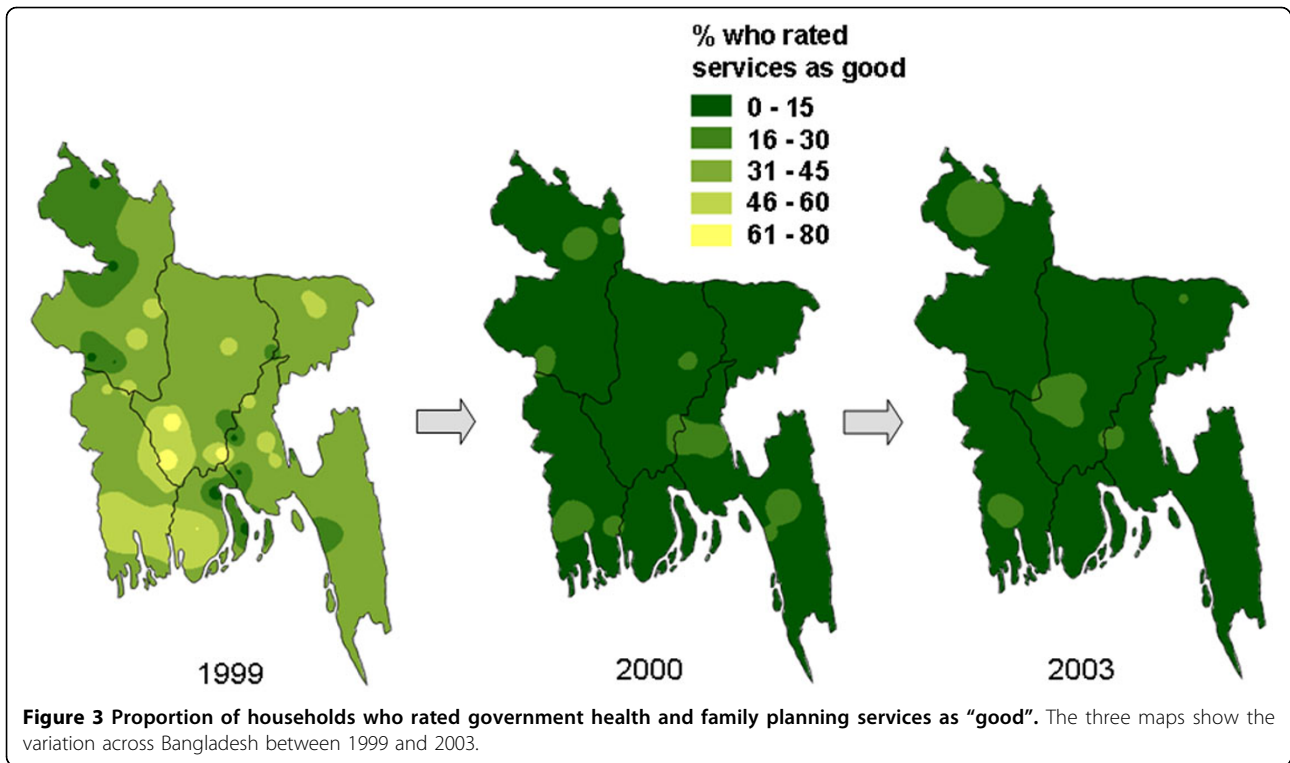 % who rated
services as good
0 - 15
16 - 30
31 - 45
46 - 60
61 - 80
1999
2000
2003
Figure 3 Proportion of households who rated government health and family planning services as “good”. The three maps show the
variation across Bangladesh between 1999 and 2003.